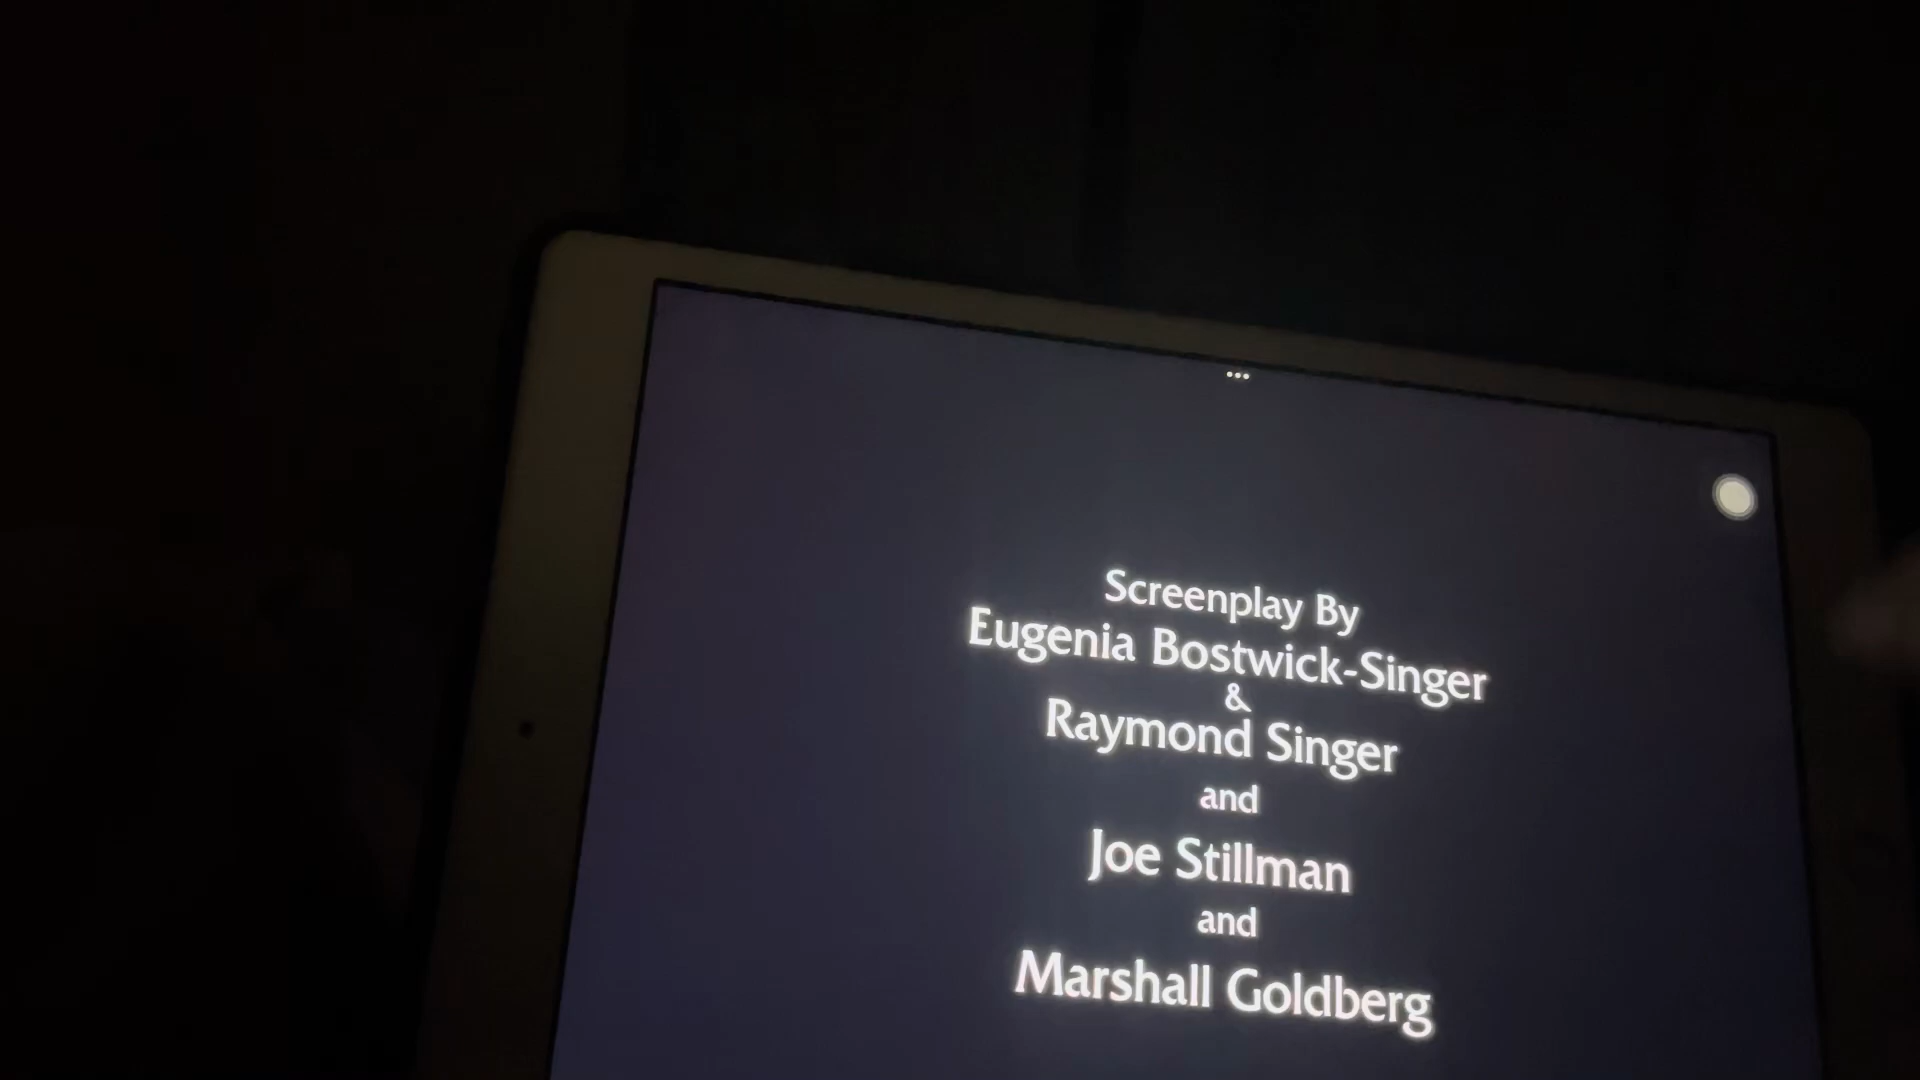 Screenplay By
Eugenia Bostwick-Singer
&
Raymond Singer
and
Joe Stillman
and
Marshall Goldberg